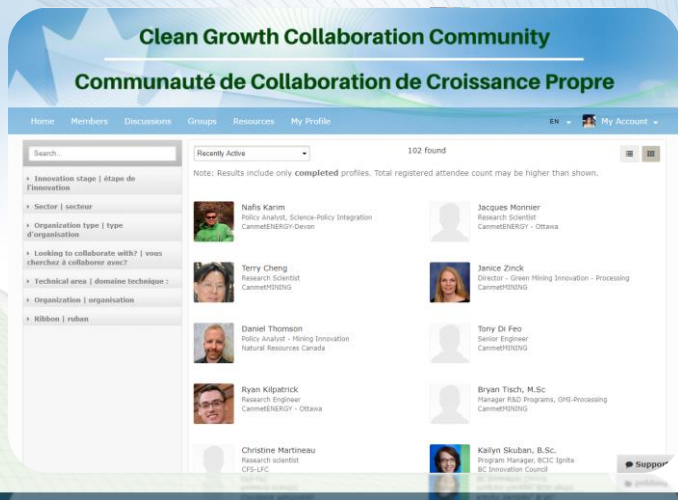 Clean Growth Collaboration Community
Communauté de Collaboration de Croissance Propre
Home Members Discussions Groups Resources My Profile EN My Account
Search...
Recently Active
102 found
Note: Results include only completed profiles. Total registered attendee count may be higher than shown.
Innovation stage | étape de
l'innovation
Sector | secteur
Organization type | type
d'organisation
Looking to collaborate with? | vous
cherchez à collaborer avec?
Technical area | domaine technique :
Organization | organisation
Ribbon | ruban
Nafis Karim
Policy Analyst, Science-Policy Integration
CanmetENERGY-Devon
Jacques Monnier
Research Scientist
CanmetENERGY - Ottawa
Terry Cheng
Research Scientist
CanmetMINING
Janice Zinck
Director - Green Mining Innovation - Processing
CanmetMINING
Daniel Thomson
Policy Analyst - Mining Innovation
Natural Resources Canada
Tony Di Feo
Senior Engineer
CanmetMINING
Ryan Kilpatrick
Research Engineer
CanmetENERGY - Ottawa
Bryan Tisch, M.Sc
Manager R&D Programs, GMI-Processing
CanmetMINING
Christine Martineau
Research scientist
CFS-LFC
Kailyn Skuban, B.Sc.
Program Manager, BCIC Ignite
BC Innovation Council
Support